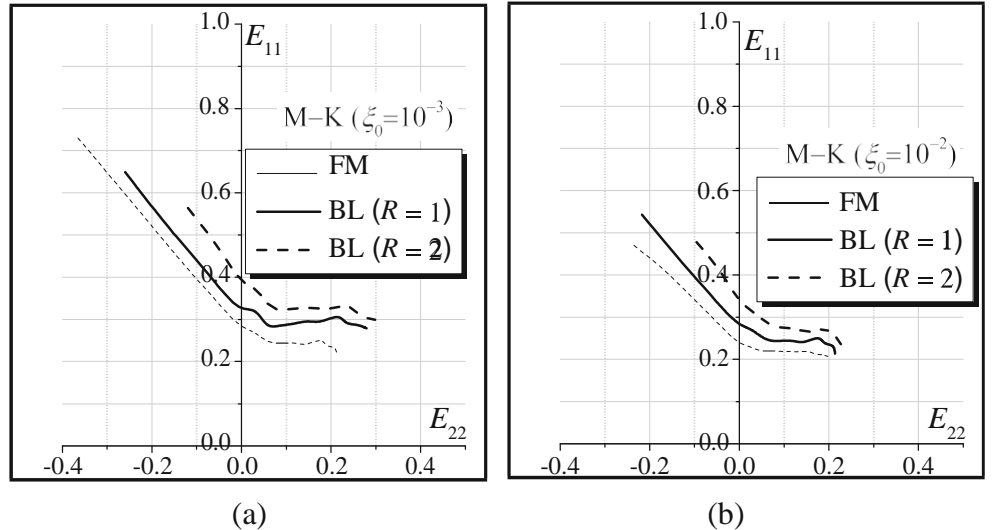 1.0
E₁₁
0.8
M–K (ξ₀=10⁻³)
FM
0.6
BL (R = 1)
BL (R = 2)
0.4
0.2
E₂₂
0.0
-0.4 -0.2 0.0 0.2 0.4
(a)
1.0
E₁₁
0.8
M–K (ξ₀=10⁻²)
0.6
FM
BL (R = 1)
0.4
BL (R = 2)
0.2
E₂₂
0.0
-0.4 -0.2 0.0 0.2 0.4
(b)